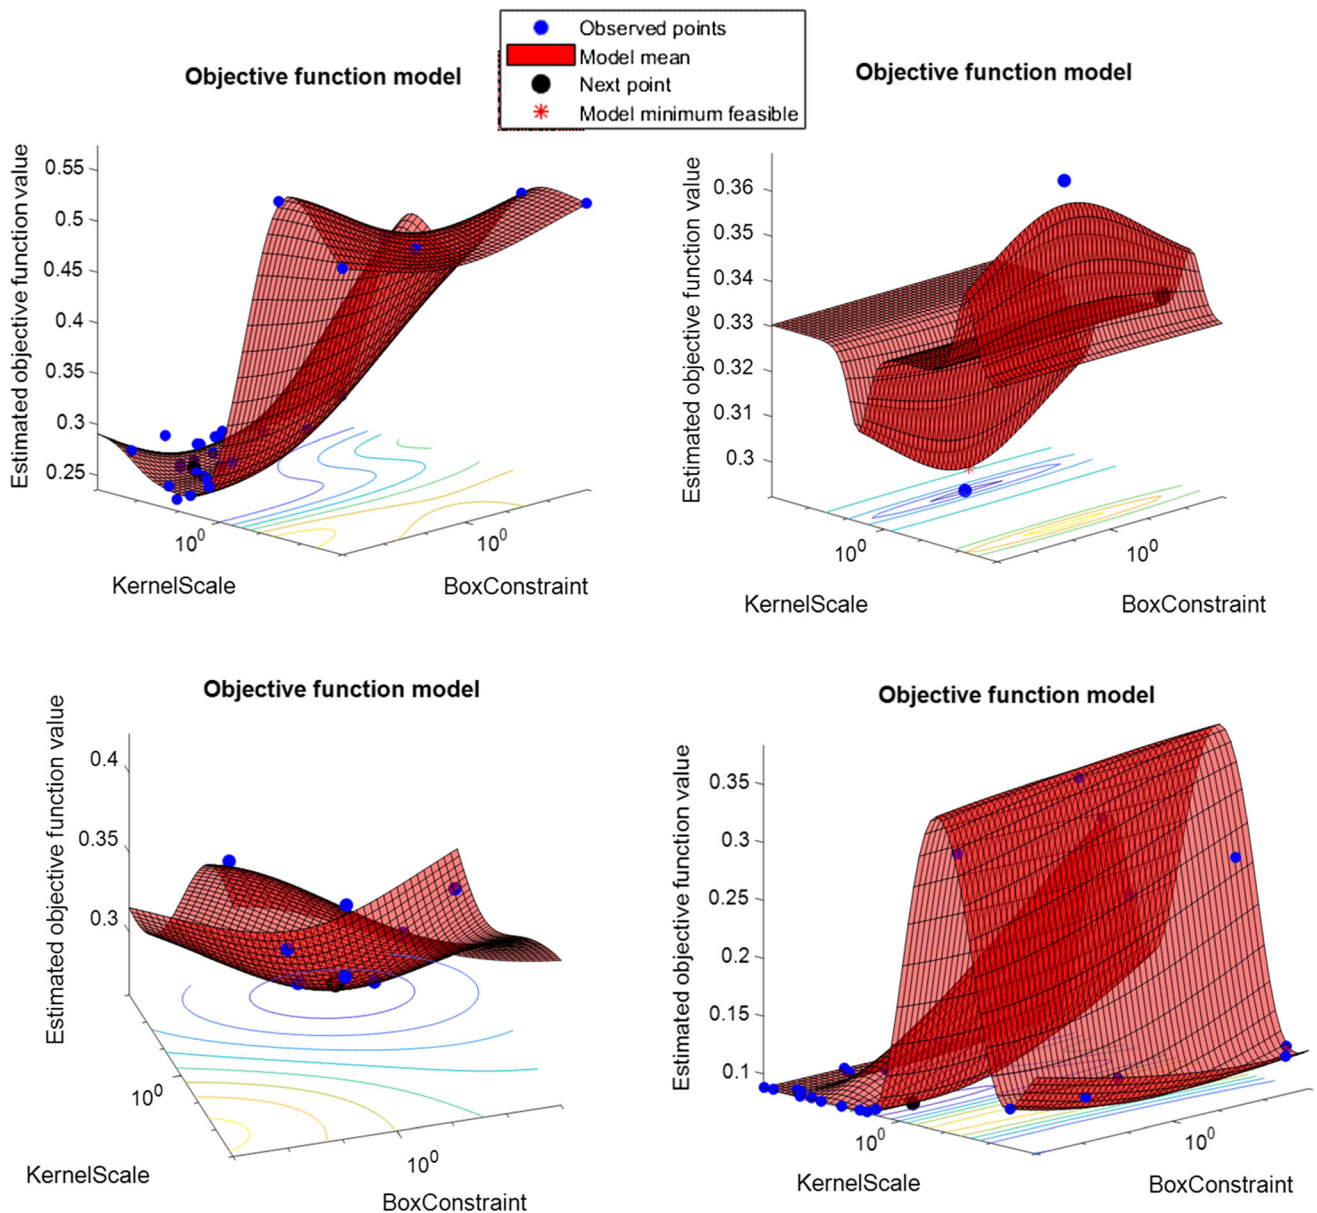 Observed points
Model mean
Next point
Model minimum feasible
Objective function model
Estimated objective function value
0.55
0.5
0.45
0.4
0.35
0.3
0.25
10^0
10^0
KernelScale
BoxConstraint
Objective function model
Estimated objective function value
0.36
0.35
0.34
0.33
0.32
0.31
0.3
10^0
10^0
KernelScale
BoxConstraint
Objective function model
Estimated objective function value
0.4
0.35
0.3
10^0
10^0
KernelScale
BoxConstraint
Objective function model
Estimated objective function value
0.35
0.3
0.25
0.2
0.15
0.1
10^0
10^0
KernelScale
BoxConstraint